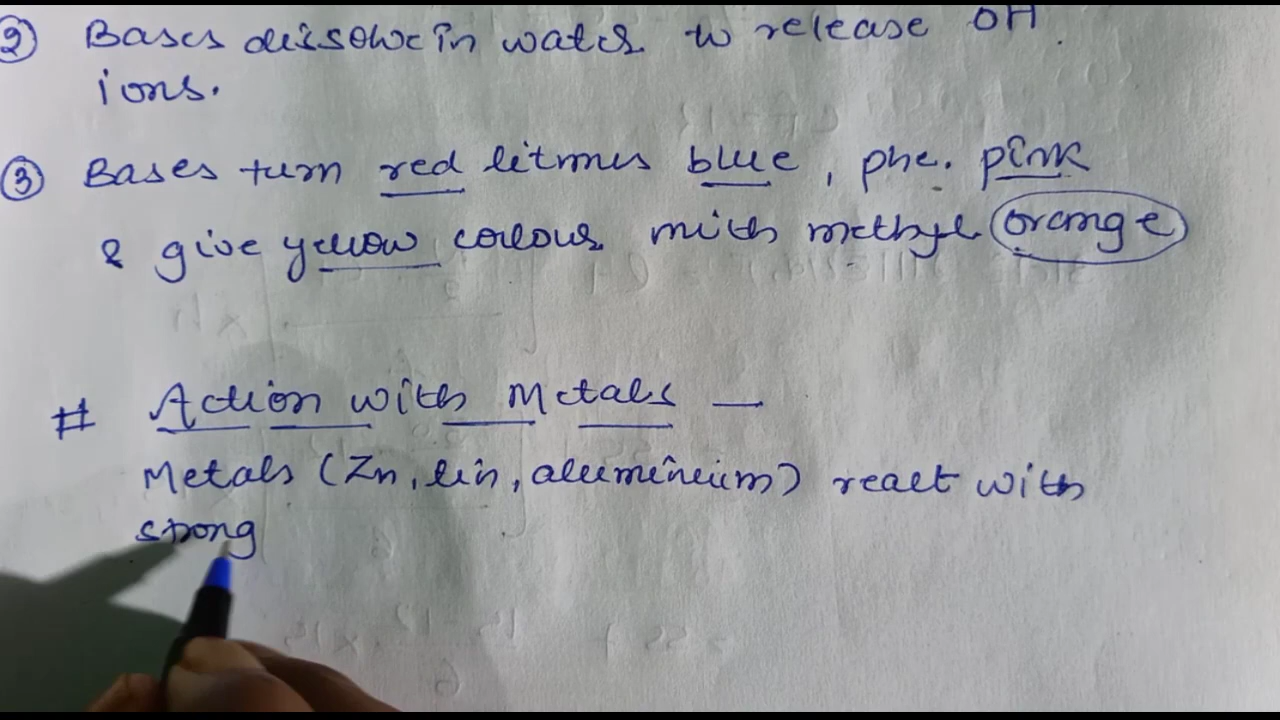 ② Bases dissolve in water to release OH
ions.
③ Bases turn red litmus blue, phe. pink
& give yellow colour with methyl orange
# Action with Metals —
Metals (Zn, tin, aluminium) react with
strong